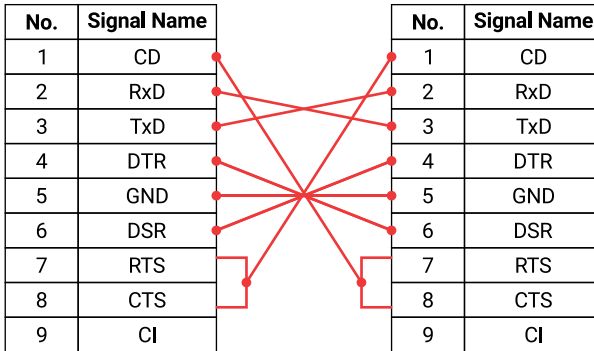 No. Signal Name No. Signal Name
1 CD 1 CD
2 RxD 2 RxD
3 TxD 3 TxD
4 DTR 4 DTR
5 GND 5 GND
6 DSR 6 DSR
7 RTS 7 RTS
8 CTS 8 CTS
9 CI 9 CI